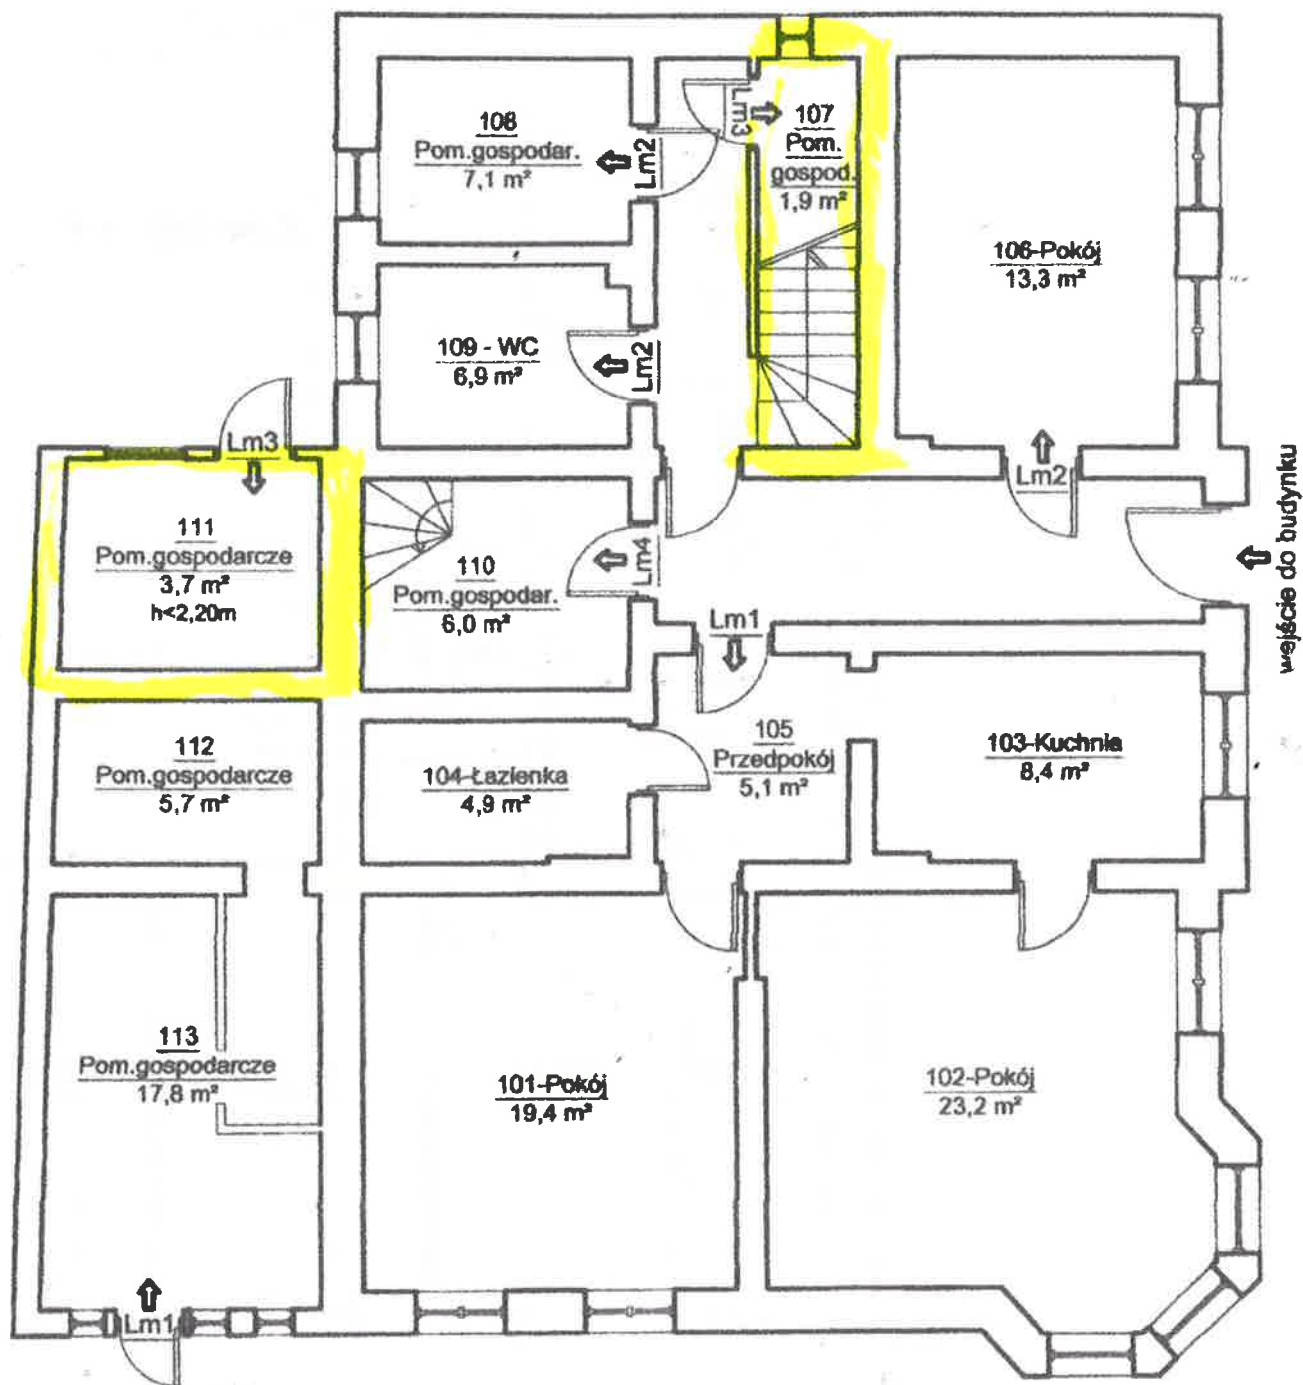 108
Pom.gospodar.
7,1 m²
Lm2
Lm3
107
Pom.
gospod.
1,9 m²
106-Pokój
13,3 m²
109 - WC
6,9 m²
Lm2
Lm3
Lm2
wejście do budynku
111
Pom.gospodarcze
3,7 m²
h<2,20m
110
Pom.gospodar.
6,0 m²
Lm4
Lm1
112
Pom.gospodarcze
5,7 m²
104-Łazienka
4,9 m²
105
Przedpokój
5,1 m²
103-Kuchnia
8,4 m²
113
Pom.gospodarcze
17,8 m²
101-Pokój
19,4 m²
102-Pokój
23,2 m²
Lm1